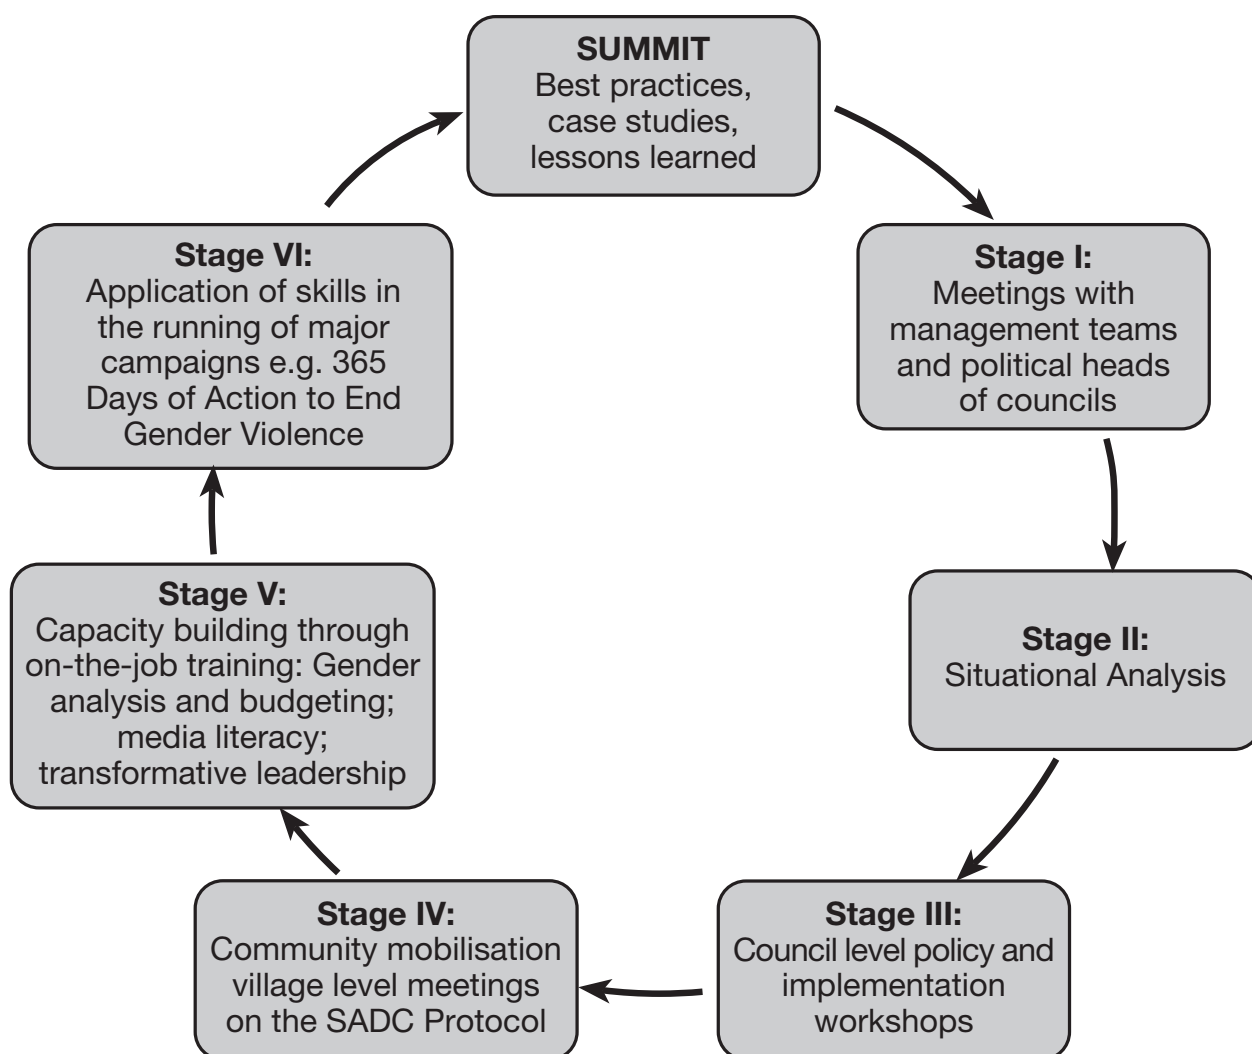 SUMMIT
Best practices,
case studies,
lessons learned
Stage I:
Meetings with
management teams
and political heads
of councils
Stage II:
Situational Analysis
Stage III:
Council level policy and
implementation
workshops
Stage IV:
Community mobilisation
village level meetings
on the SADC Protocol
Stage V:
Capacity building through
on-the-job training: Gender
analysis and budgeting;
media literacy;
transformative leadership
Stage VI:
Application of skills in
the running of major
campaigns e.g. 365
Days of Action to End
Gender Violence